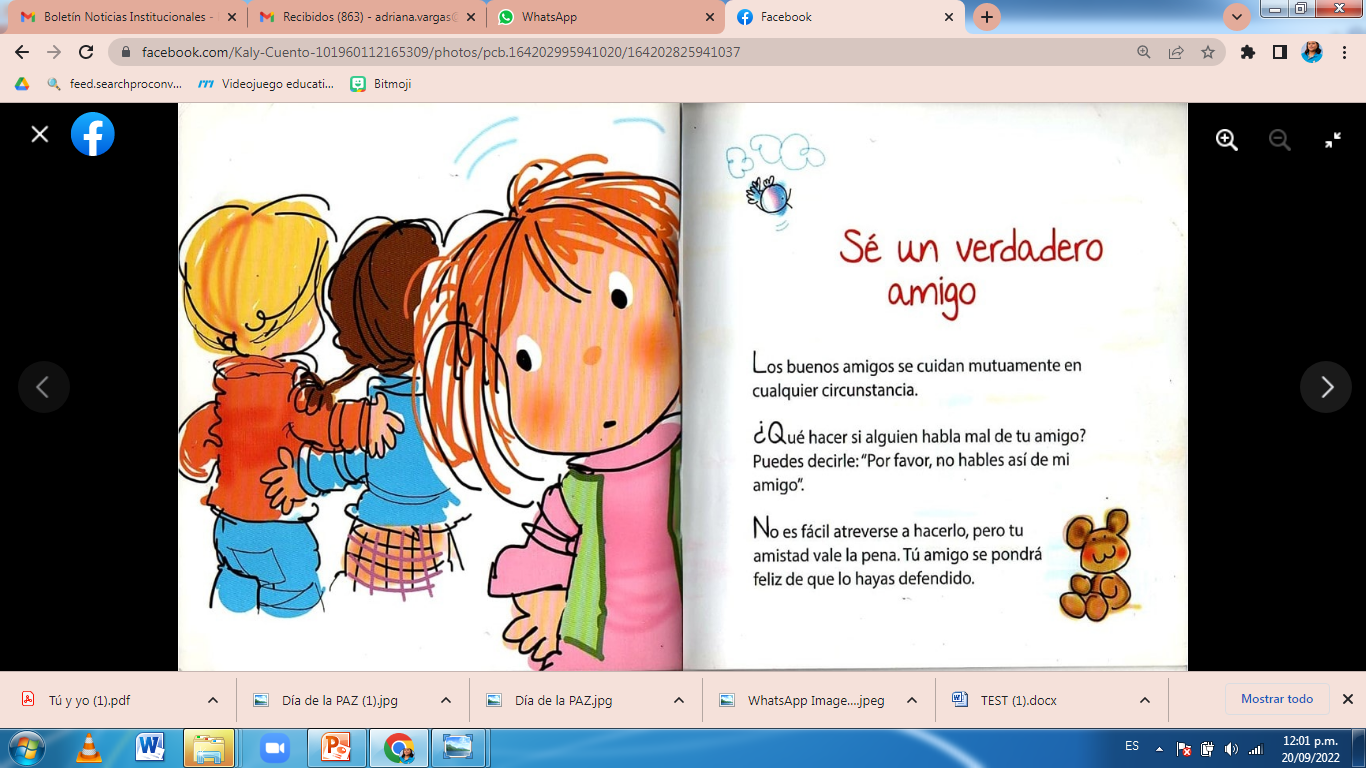 Boletín Noticias Institucionales -
Recibidos (863) - adriana.vargas@
WhatsApp
Facebook
facebook.com/Kaly-Cuento-101960112165309/photos/pcb.164202995941020/164202825941037
feed.searchproconv...
Videojuego educati...
Bitmoji
Sé un verdadero
amigo
Los buenos amigos se cuidan mutuamente en
cualquier circunstancia.
¿Qué hacer si alguien habla mal de tu amigo?
Puedes decirle: “Por favor, no hables así de mi
amigo”.
No es fácil atreverse a hacerlo, pero tu
amistad vale la pena. Tú amigo se pondrá
feliz de que lo hayas defendido.
Tú y yo (1).pdf
Día de la PAZ (1).jpg
Día de la PAZ.jpg
WhatsApp Image....jpeg
TEST (1).docx
Mostrar todo
ES
12:01 p.m.
20/09/2022